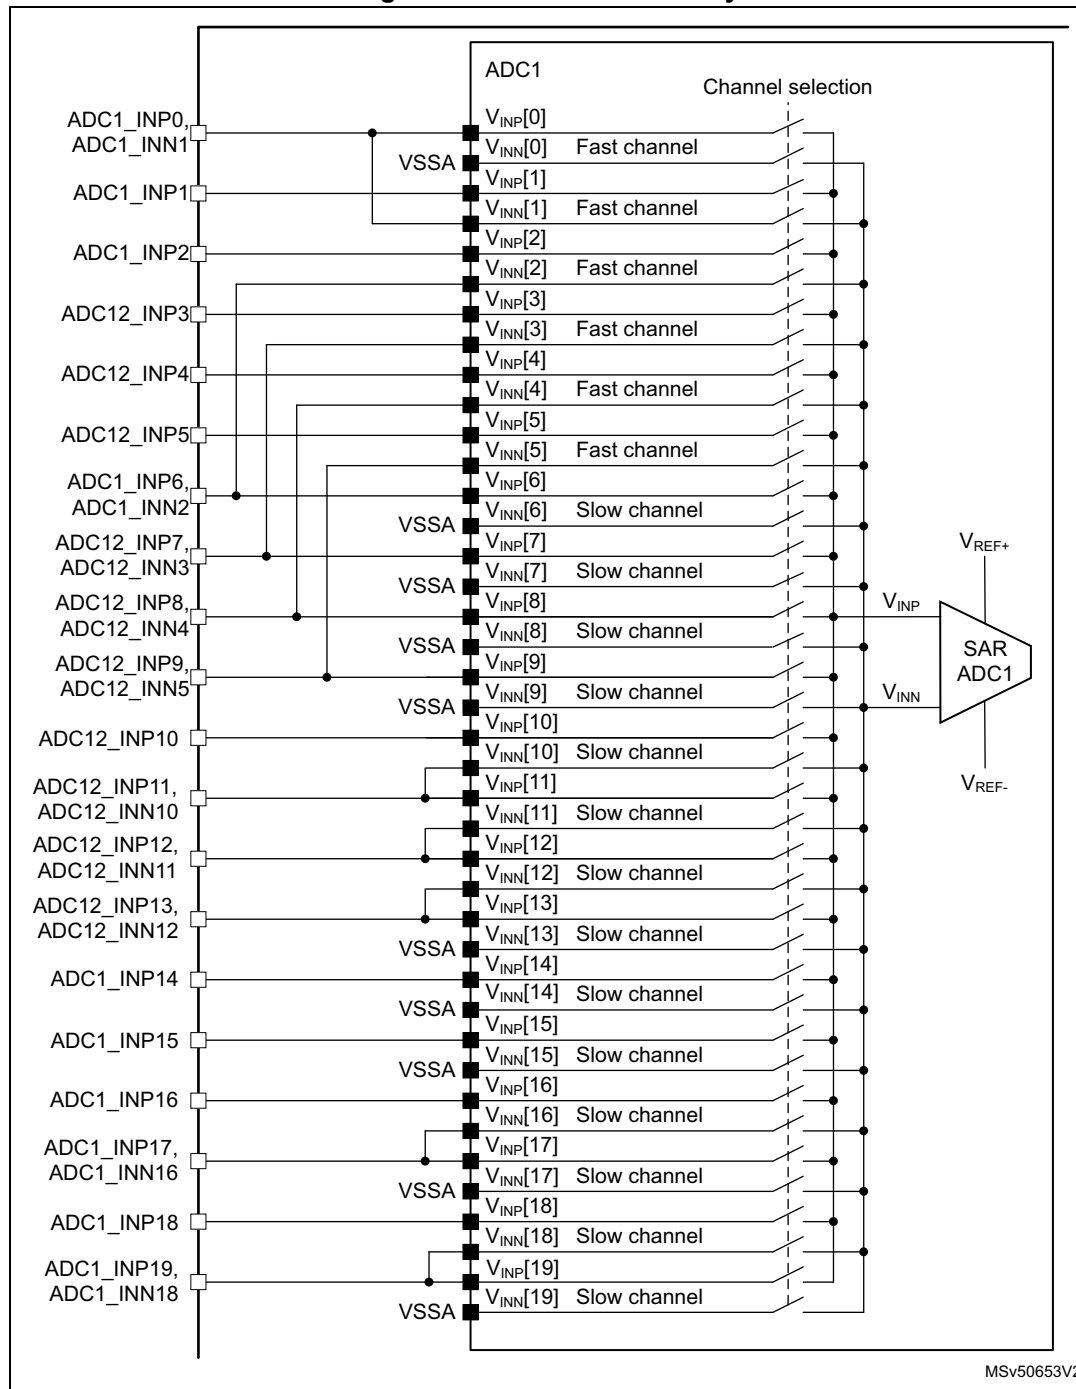 ADC1
Channel selection
ADC1_INP0,
ADC1_INN1
VINP[0]
VINN[0] Fast channel
VSSA
ADC1_INP1
VINP[1]
VINN[1] Fast channel
ADC1_INP2
VINP[2]
VINN[2] Fast channel
ADC12_INP3
VINP[3]
VINN[3] Fast channel
ADC12_INP4
VINP[4]
VINN[4] Fast channel
ADC12_INP5
VINP[5]
VINN[5] Fast channel
ADC1_INP6,
ADC1_INN2
VINP[6]
VINN[6] Slow channel
VSSA
ADC12_INP7,
ADC12_INN3
VINP[7]
VINN[7] Slow channel
VSSA
ADC12_INP8,
ADC12_INN4
VINP[8]
VINN[8] Slow channel
VSSA
ADC12_INP9,
ADC12_INN5
VINP[9]
VINN[9] Slow channel
VSSA
VREF+
VINP
SAR
ADC1
VINN
VREF-
ADC12_INP10
VINP[10]
VINN[10] Slow channel
ADC12_INP11,
ADC12_INN10
VINP[11]
VINN[11] Slow channel
ADC12_INP12,
ADC12_INN11
VINP[12]
VINN[12] Slow channel
ADC12_INP13,
ADC12_INN12
VINP[13]
VINN[13] Slow channel
VSSA
ADC1_INP14
VINP[14]
VINN[14] Slow channel
VSSA
ADC1_INP15
VINP[15]
VINN[15] Slow channel
VSSA
ADC1_INP16
VINP[16]
VINN[16] Slow channel
ADC1_INP17,
ADC1_INN16
VINP[17]
VINN[17] Slow channel
VSSA
ADC1_INP18
VINP[18]
VINN[18] Slow channel
ADC1_INP19,
ADC1_INN18
VINP[19]
VINN[19] Slow channel
VSSA
MSv50653V2